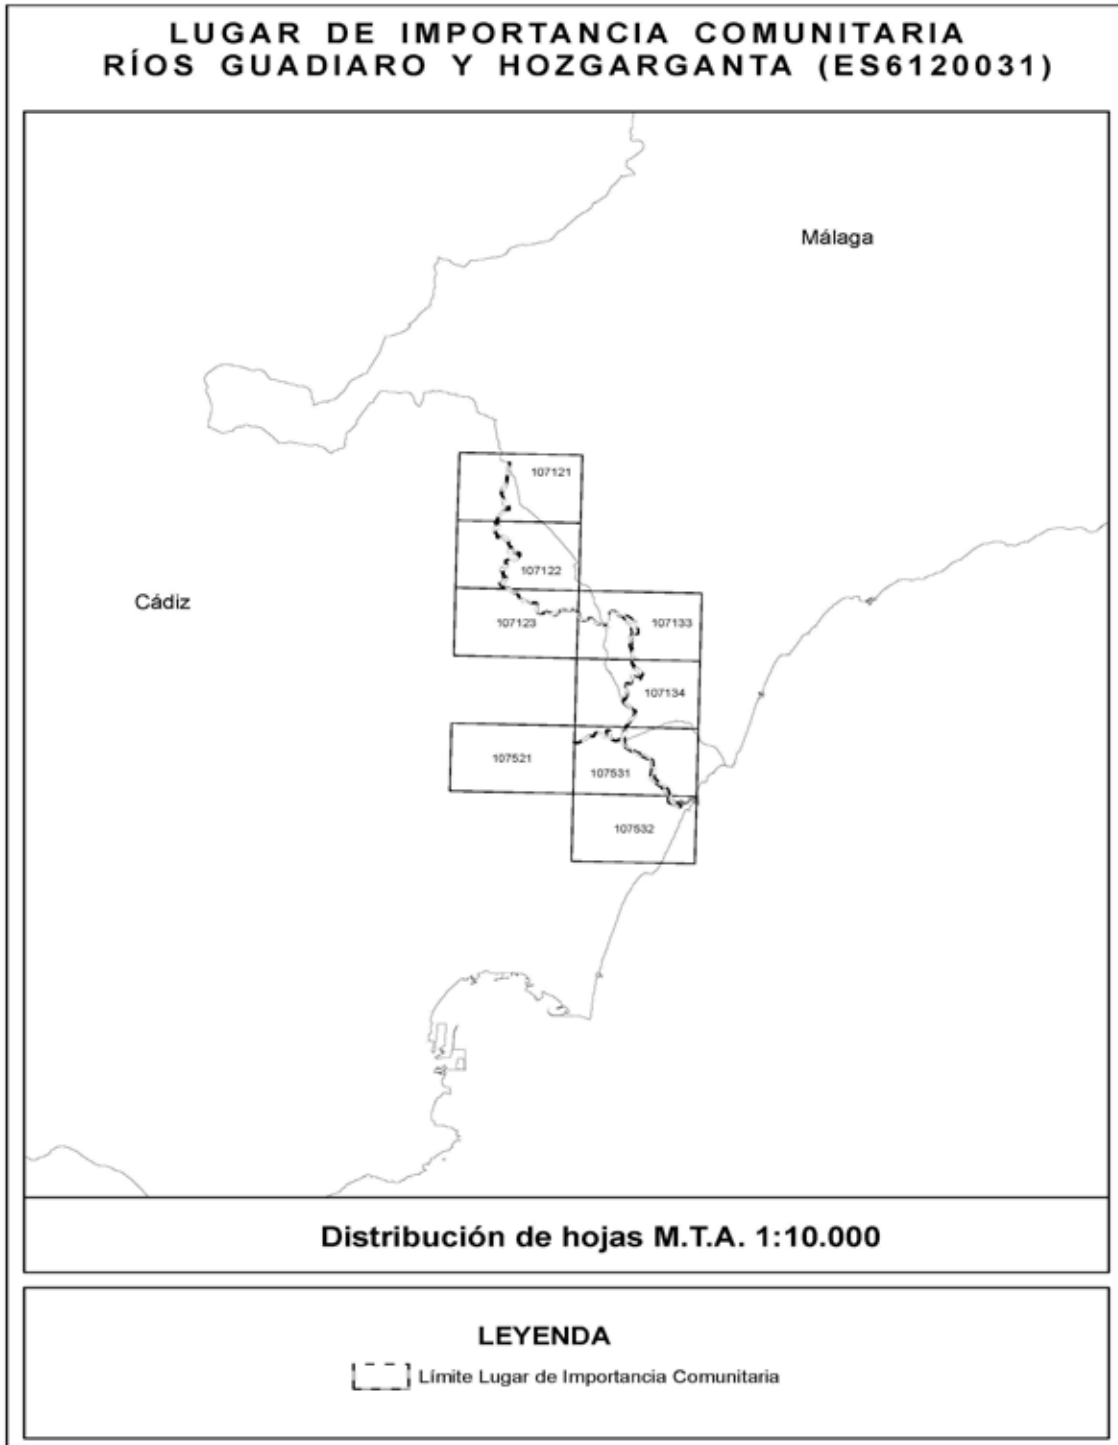 LUGAR DE IMPORTANCIA COMUNITARIA
RÍOS GUADIARO Y HOZGARGANTA (ES6120031)
Málaga
107121
107122
Cádiz
107123
107133
107134
107521
107531
107532
Distribución de hojas M.T.A. 1:10.000
LEYENDA
Límite Lugar de Importancia Comunitaria